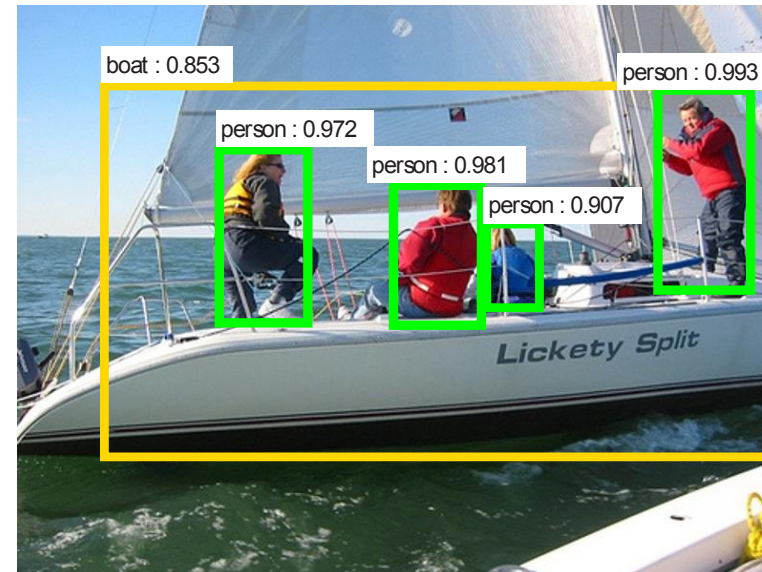 boat : 0.853
person : 0.993
person : 0.972
person : 0.981
person : 0.907
Lickety Split